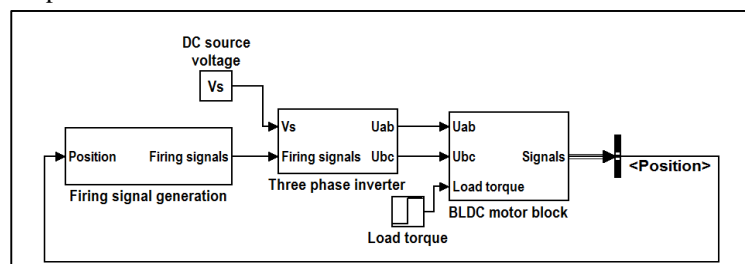 DC source
voltage
Vs
Vs
Uab
Uab
Position
Firing signals
Firing signals
Ubc
Ubc
Signals
<Position>
Load torque
Firing signal generation
Three phase inverter
BLDC motor block
Load torque